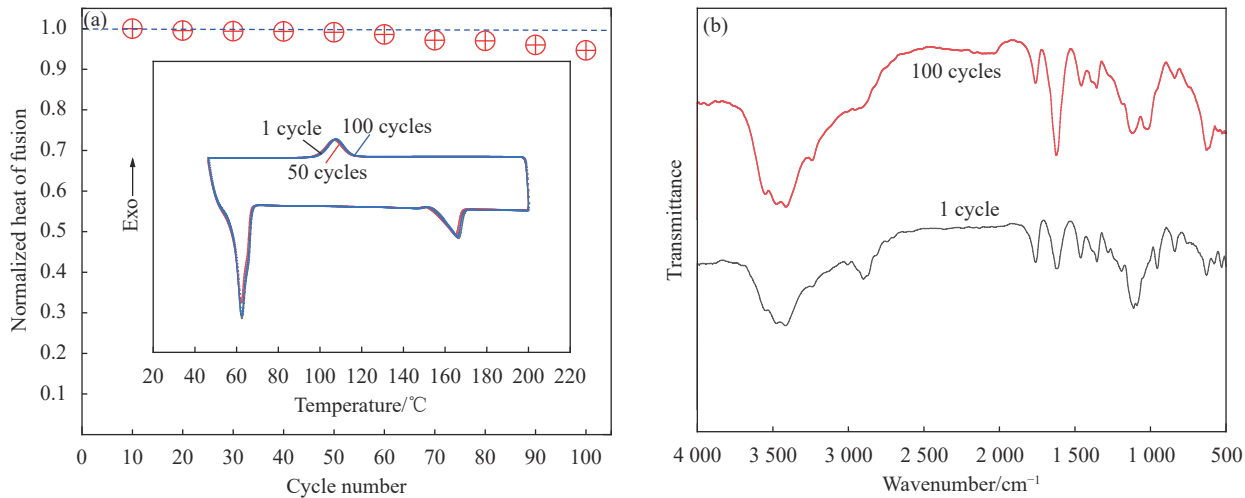 (a)
1.0
0.9
0.8
0.7
0.6
0.5
0.4
0.3
0.2
0.1
Normalized heat of fusion
0 10 20 30 40 50 60 70 80 90 100
Cycle number
Exo
1 cycle
100 cycles
50 cycles
20 40 60 80 100 120 140 160 180 200 220
Temperature/℃
(b)
100 cycles
1 cycle
Transmittance
4 000 3 500 2 500 2 000 1 500 1 000 500
Wavenumber/cm⁻¹